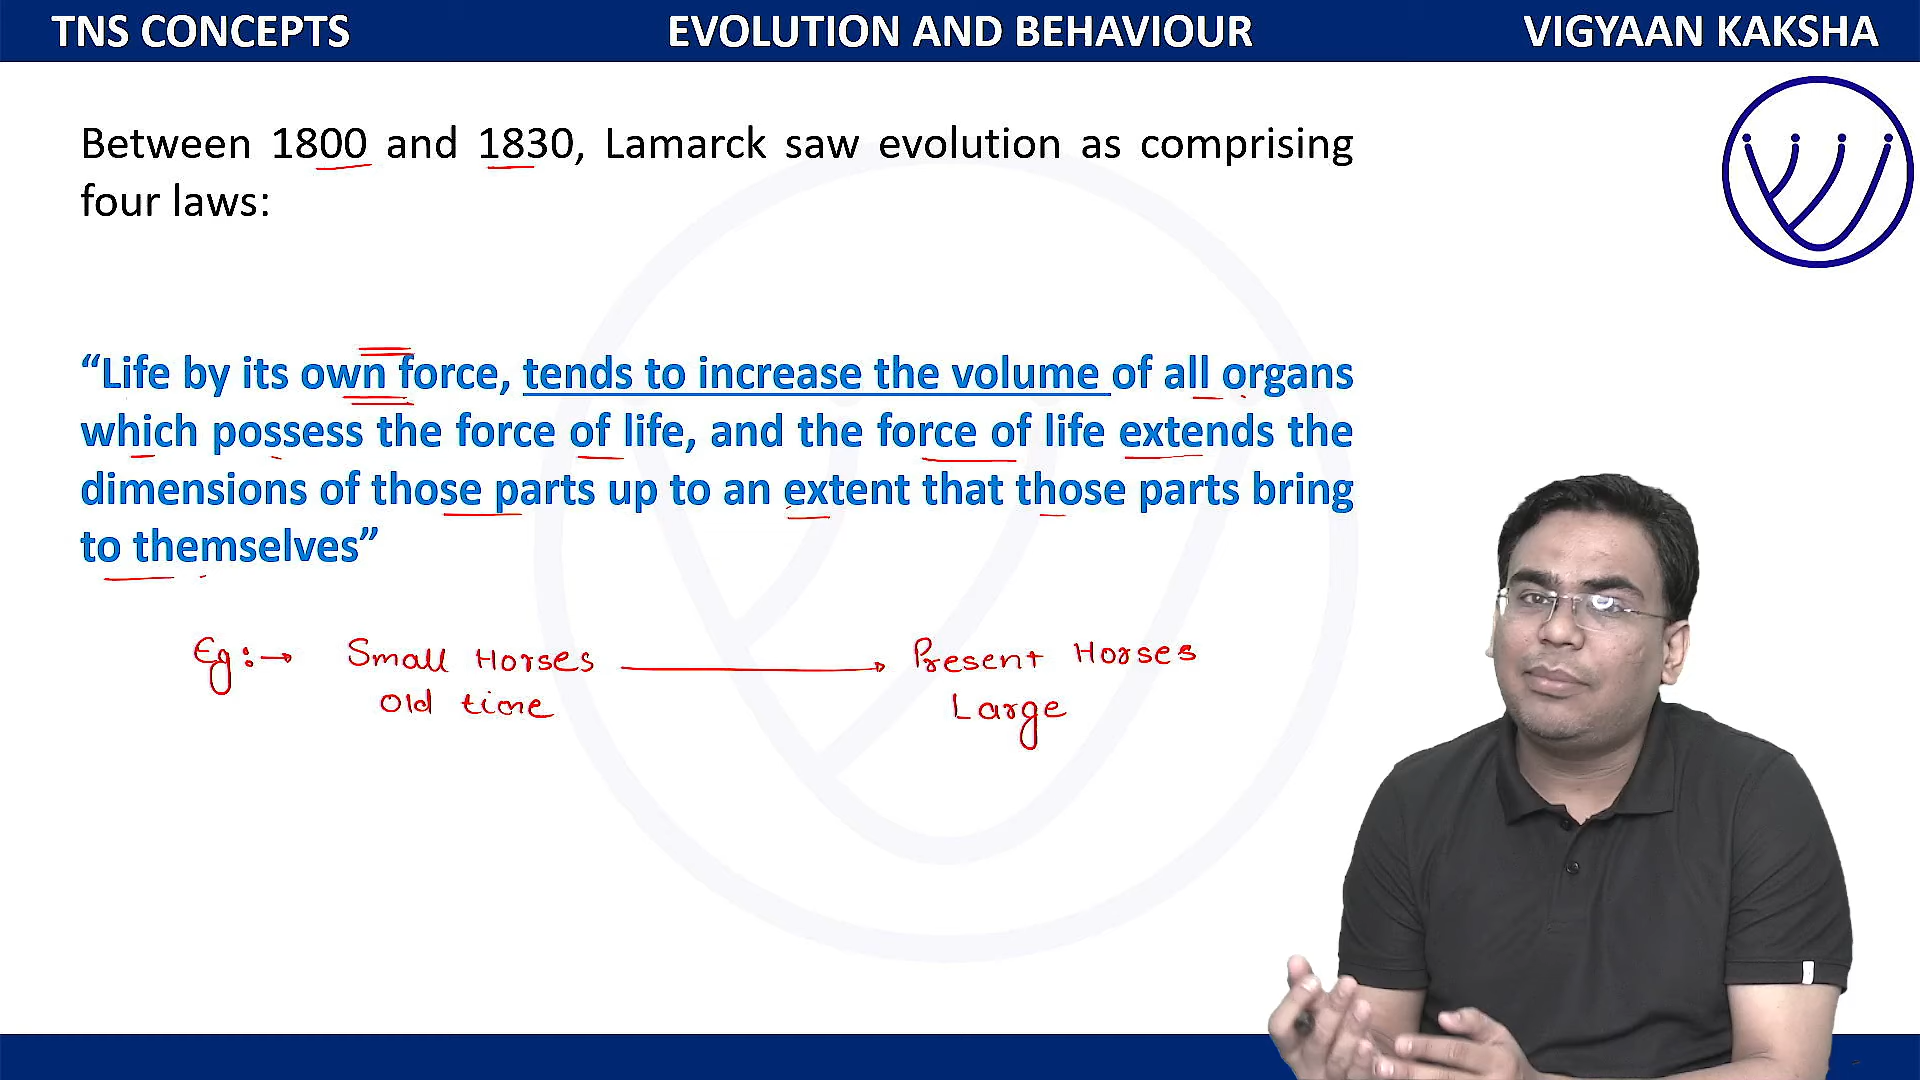 TNS CONCEPTS EVOLUTION AND BEHAVIOUR VIGYAAN KAKSHA
Between 1800 and 1830, Lamarck saw evolution as comprising
four laws:
“Life by its own force, tends to increase the volume of all organs
which possess the force of life, and the force of life extends the
dimensions of those parts up to an extent that those parts bring
to themselves”
Eg:→ Small Horses → Present Horses
Old time Large